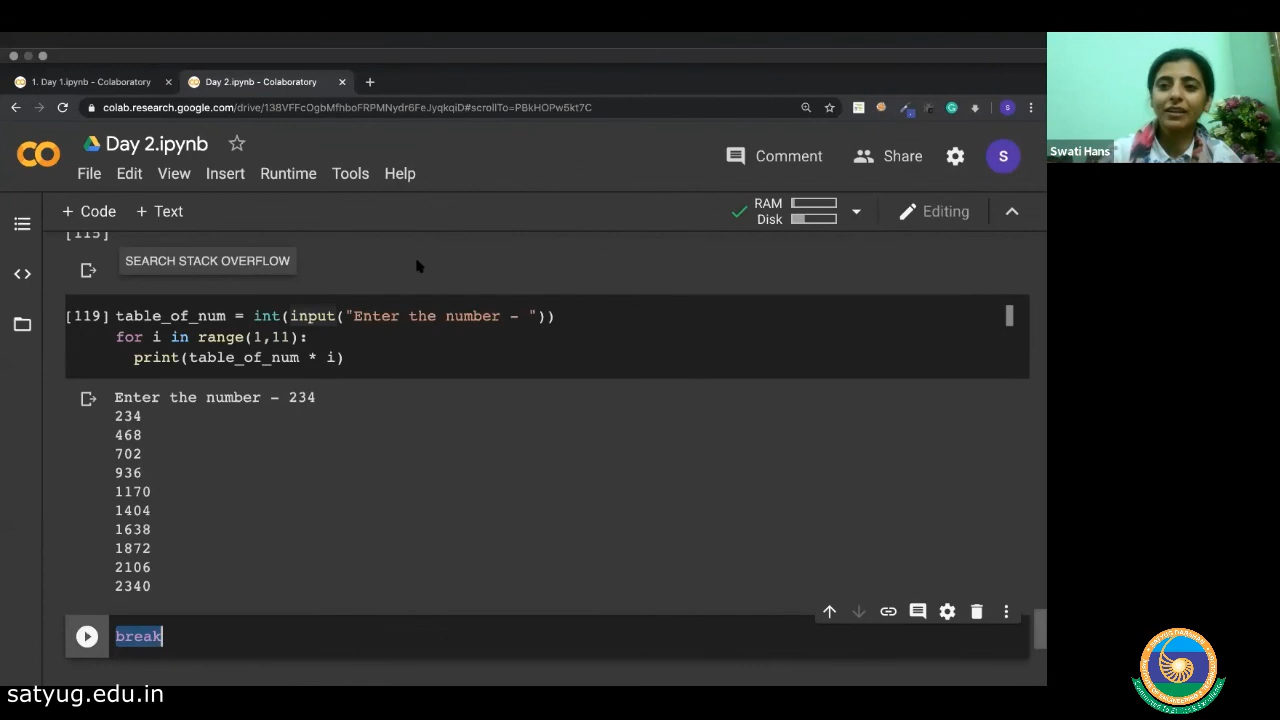 1. Day 1.ipynb - Colaboratory
Day 2.ipynb - Colaboratory
colab.research.google.com/drive/138VFFcOgbMfhboFRPMNydr6FeJyqkqiD#scrollTo=PBkHOPw5kt7C
Day 2.ipynb
File Edit View Insert Runtime Tools Help
Comment Share S
+ Code + Text
RAM
Disk
Editing
[115]
SEARCH STACK OVERFLOW
[119] table_of_num = int(input("Enter the number - "))
for i in range(1,11):
print(table_of_num * i)
Enter the number - 234
234
468
702
936
1170
1404
1638
1872
2106
2340
break
Swati Hans
satyug.edu.in